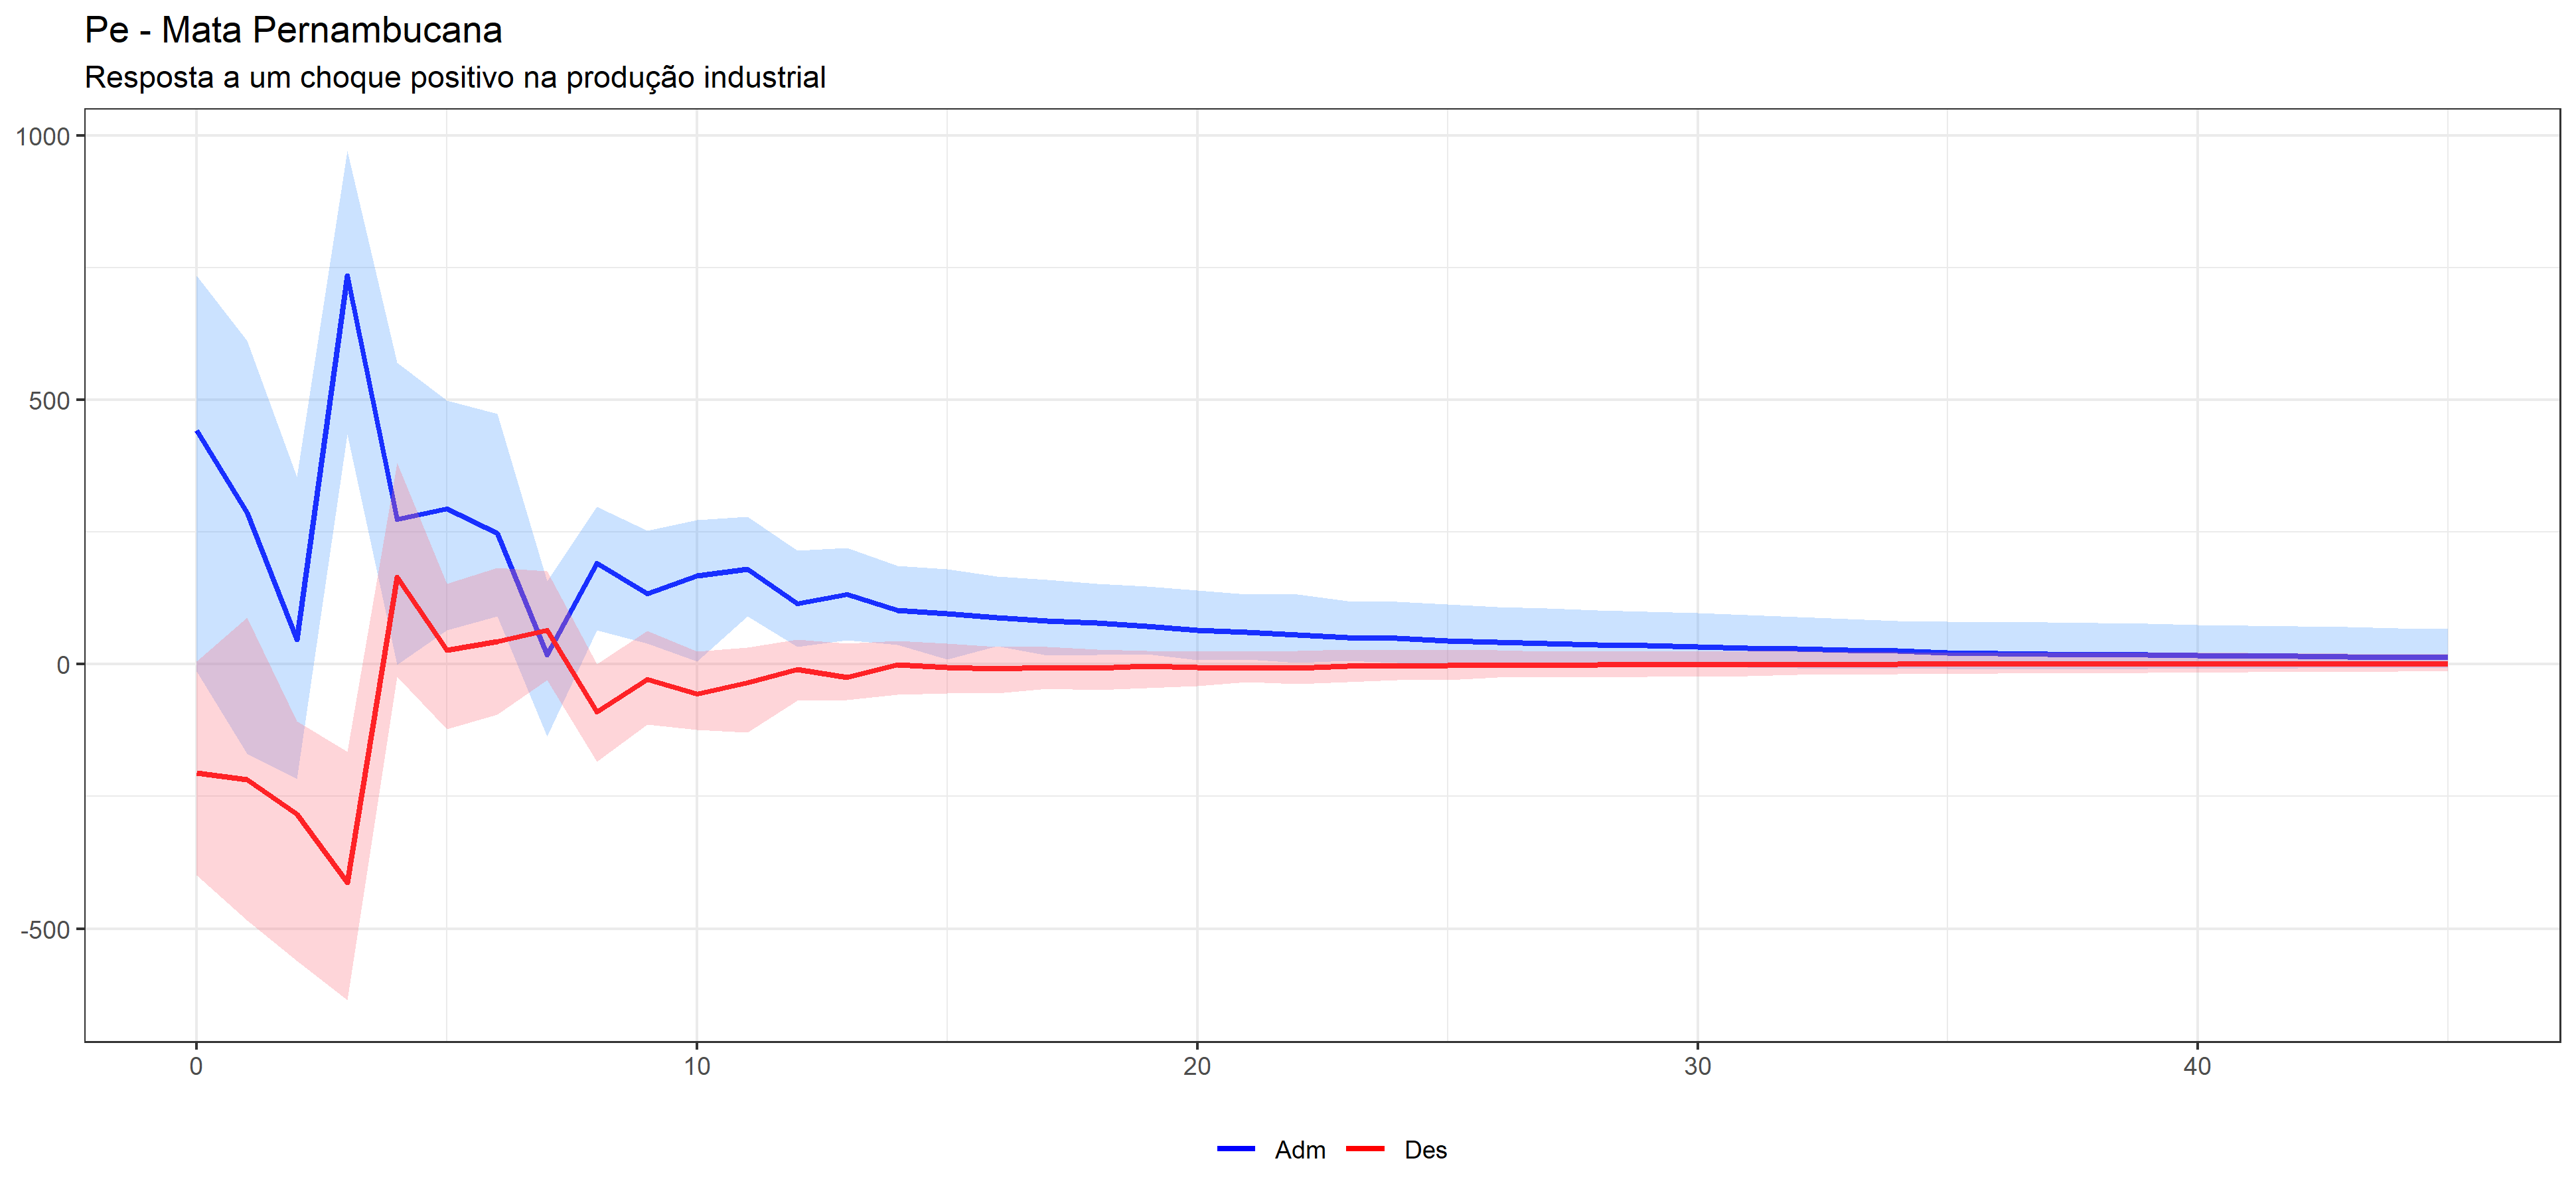 Pe - Mata Pernambucana
Resposta a um choque positivo na produção industrial
1000
500
0
-500
0 10 20 30 40
Adm Des